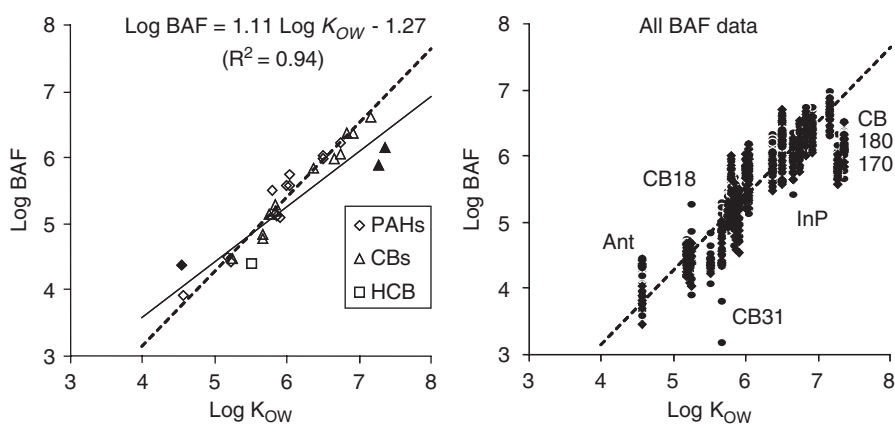 Log BAF = 1.11 Log K_OW - 1.27
(R² = 0.94)
8
7
6
5
4
3
Log BAF
3 4 5 6 7 8
Log K_OW
PAHs
CBs
HCB
All BAF data
8
7
6
5
4
3
Log BAF
CB
180
170
CB18
InP
Ant
CB31
3 4 5 6 7 8
Log K_OW